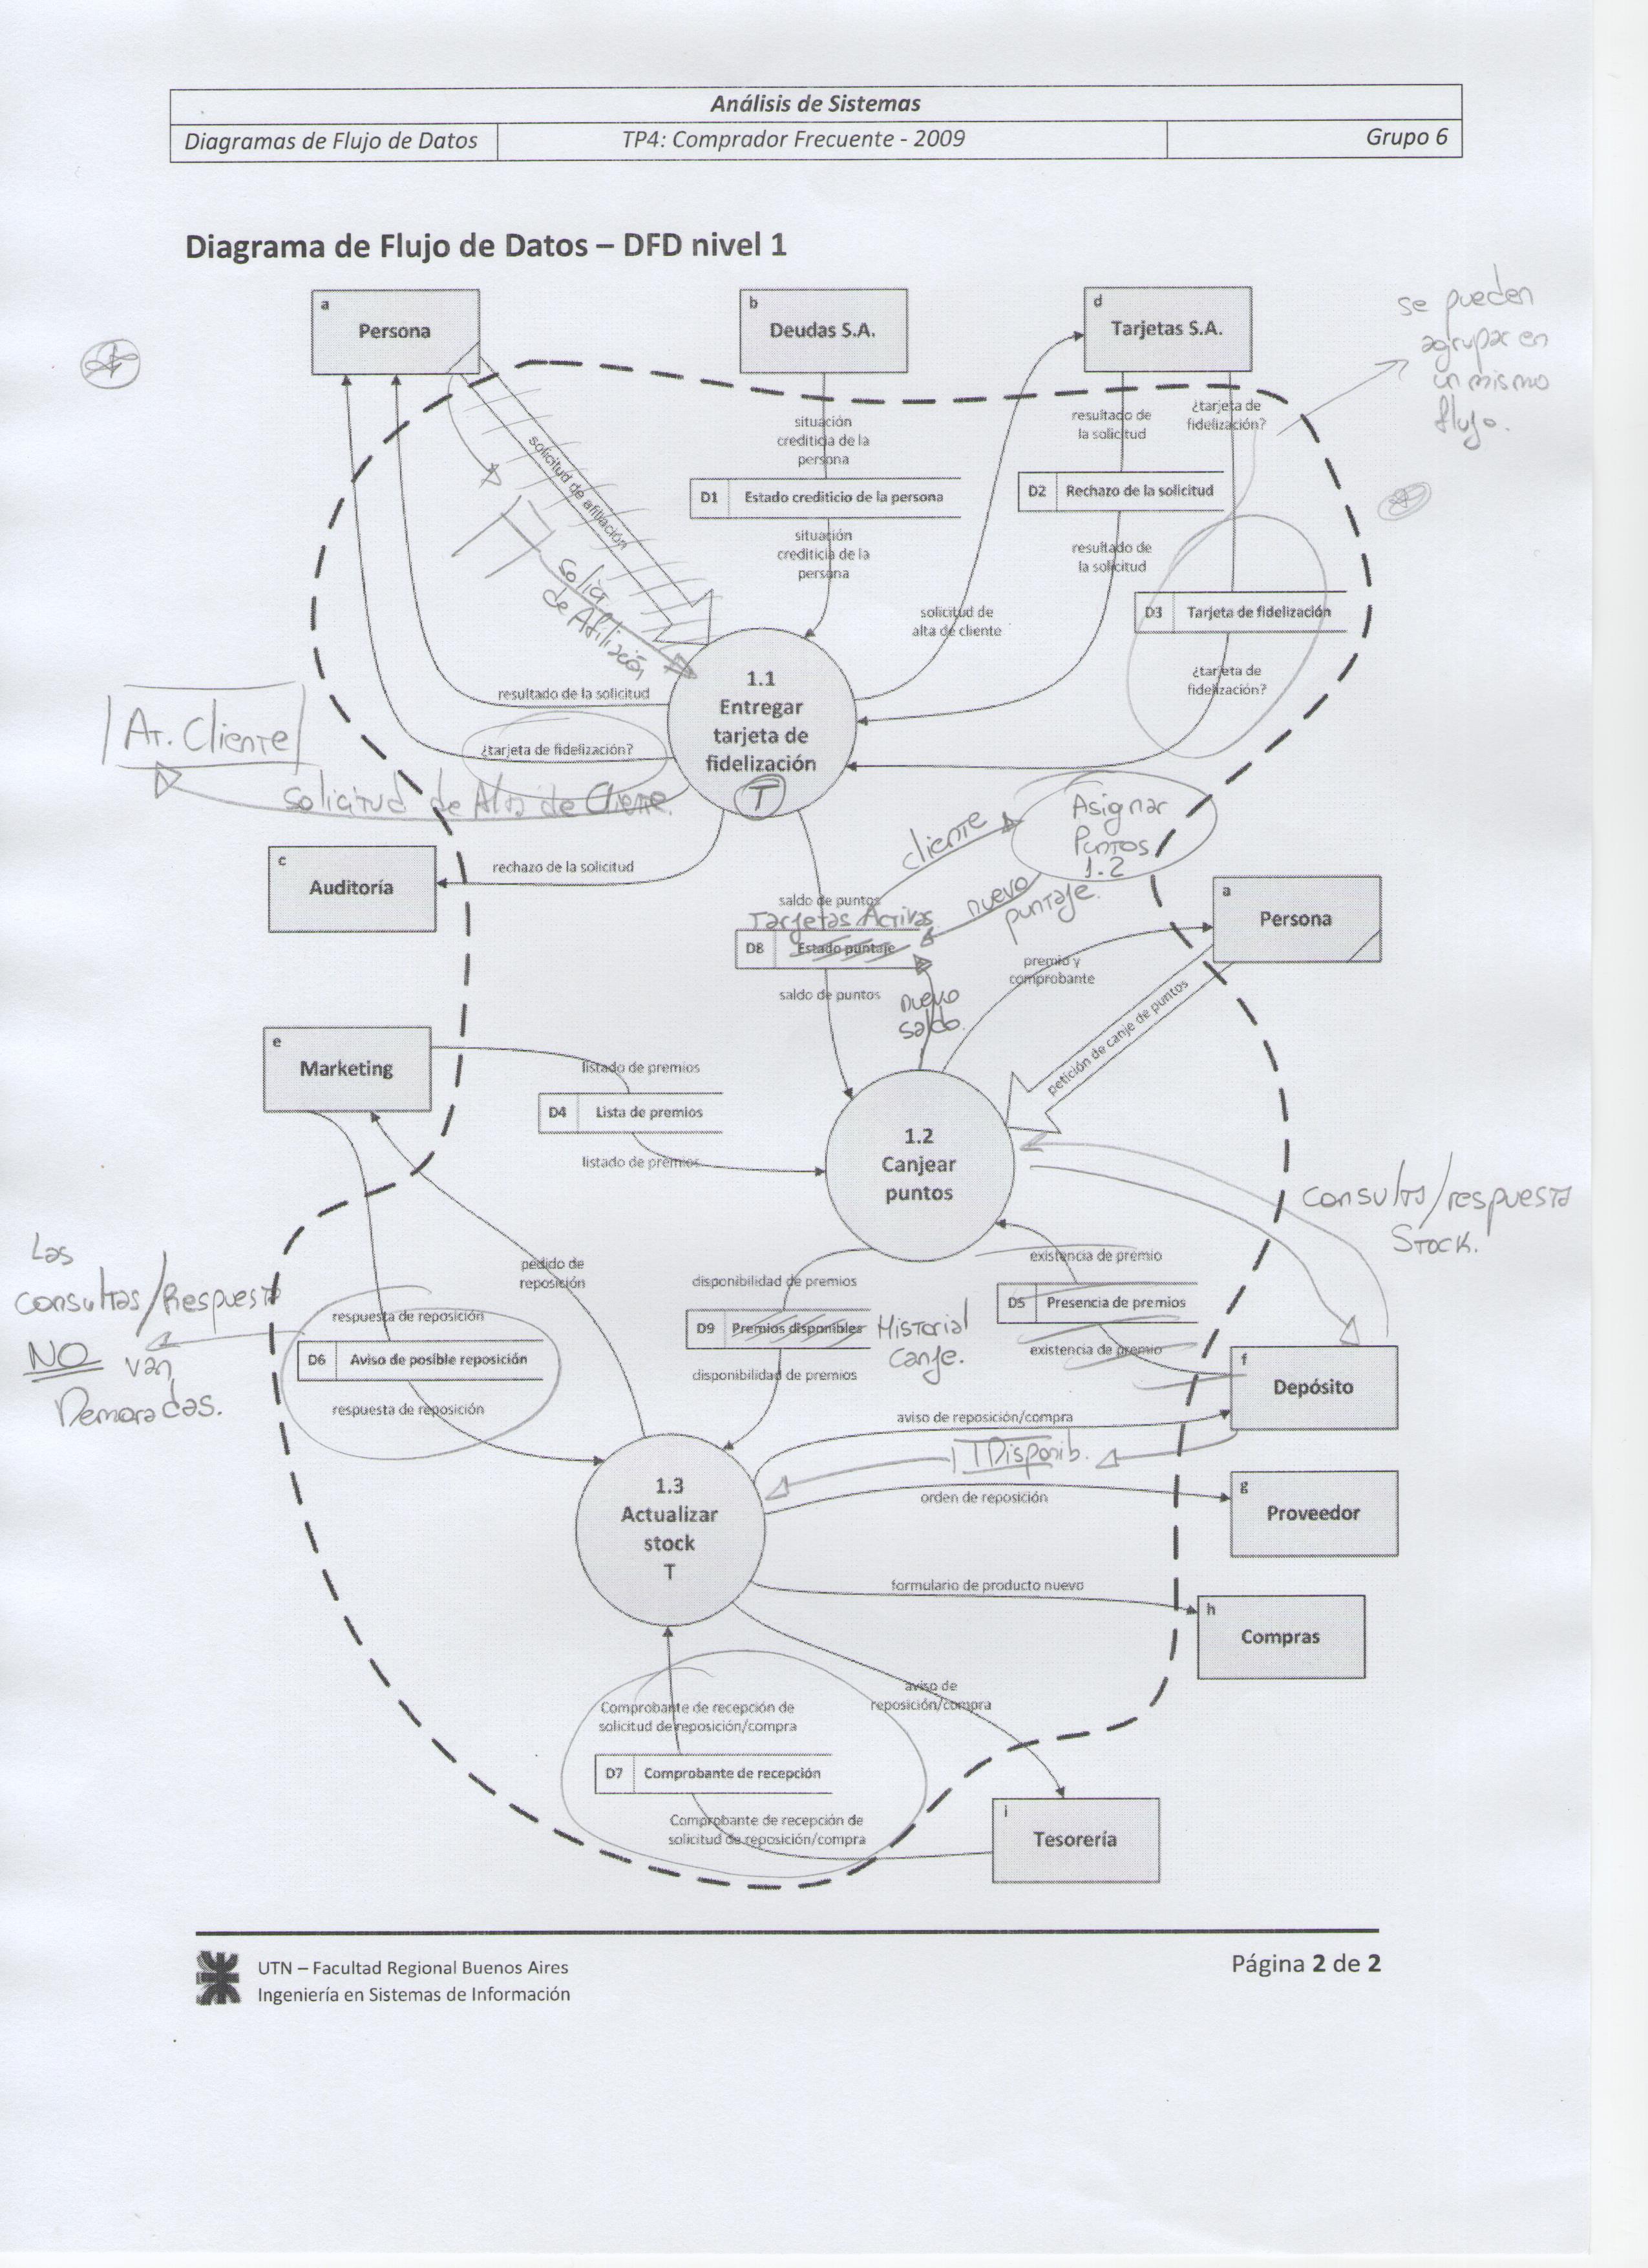 Análisis de Sistemas
Diagramas de Flujo de Datos
TP4: Comprador Frecuente - 2009
Grupo 6
Diagrama de Flujo de Datos – DFD nivel 1
a
Persona
b
Deudas S.A.
d
Tarjetas S.A.
se pueden
agrupar en
un mismo
flujo.
solicitud de afiliación
situación
crediticia de la
persona
resultado de
la solicitud
¿tarjeta de
fidelización?
D1
Estado crediticio de la persona
D2
Rechazo de la solicitud
situación
crediticia de la
persona
resultado de
la solicitud
Solic.
de Afiliación
solicitud de
alta de cliente
D3
Tarjeta de fidelización
¿tarjeta de
fidelización?
1.1
Entregar
tarjeta de
fidelización
T
resultado de la solicitud
¿tarjeta de fidelización?
At. Cliente
Solicitud de Alta de Cliente.
c
Auditoría
rechazo de la solicitud
cliente
Asignar
Puntos
1.2
nuevo
puntaje.
saldo de puntos
Tarjetas Activas
D8
Estado puntaje
saldo de puntos
nuevo
saldo.
premio y
comprobante
a
Persona
petición de canje de puntos
e
Marketing
listado de premios
D4
Lista de premios
listado de premios
1.2
Canjear
puntos
consulta/respuesta
Stock.
Las
consultas/Respuesta
NO van
Demoradas.
pedido de
reposición
disponibilidad de premios
existencia de premio
respuesta de reposición
D6
Aviso de posible reposición
respuesta de reposición
D9
Premios disponibles
Historial
Canje.
disponibilidad de premios
D5
Presencia de premios
existencia de premio
f
Depósito
aviso de reposición/compra
Disponib.
1.3
Actualizar
stock
T
orden de reposición
g
Proveedor
formulario de producto nuevo
h
Compras
aviso de
reposición/compra
Comprobante de recepción de
solicitud de reposición/compra
D7
Comprobante de recepción
Comprobante de recepción de
solicitud de reposición/compra
i
Tesorería
UTN – Facultad Regional Buenos Aires
Ingeniería en Sistemas de Información
Página 2 de 2